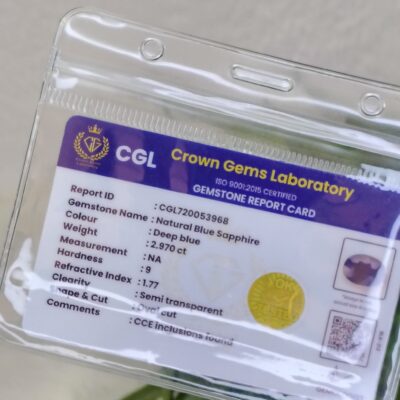 CGL Crown Gems Laboratory
ISO 9001:2015 CERTIFIED
GEMSTONE REPORT CARD
Report ID : CGL720053968
Gemstone Name : Natural Blue Sapphire
Colour : Deep blue
Weight : 2.970 ct
Measurement : NA
Hardness : 9
Refractive Index : 1.77
Clarity : Semi transparent
Shape & Cut : Oval cut
Comments : CCE inclusions found